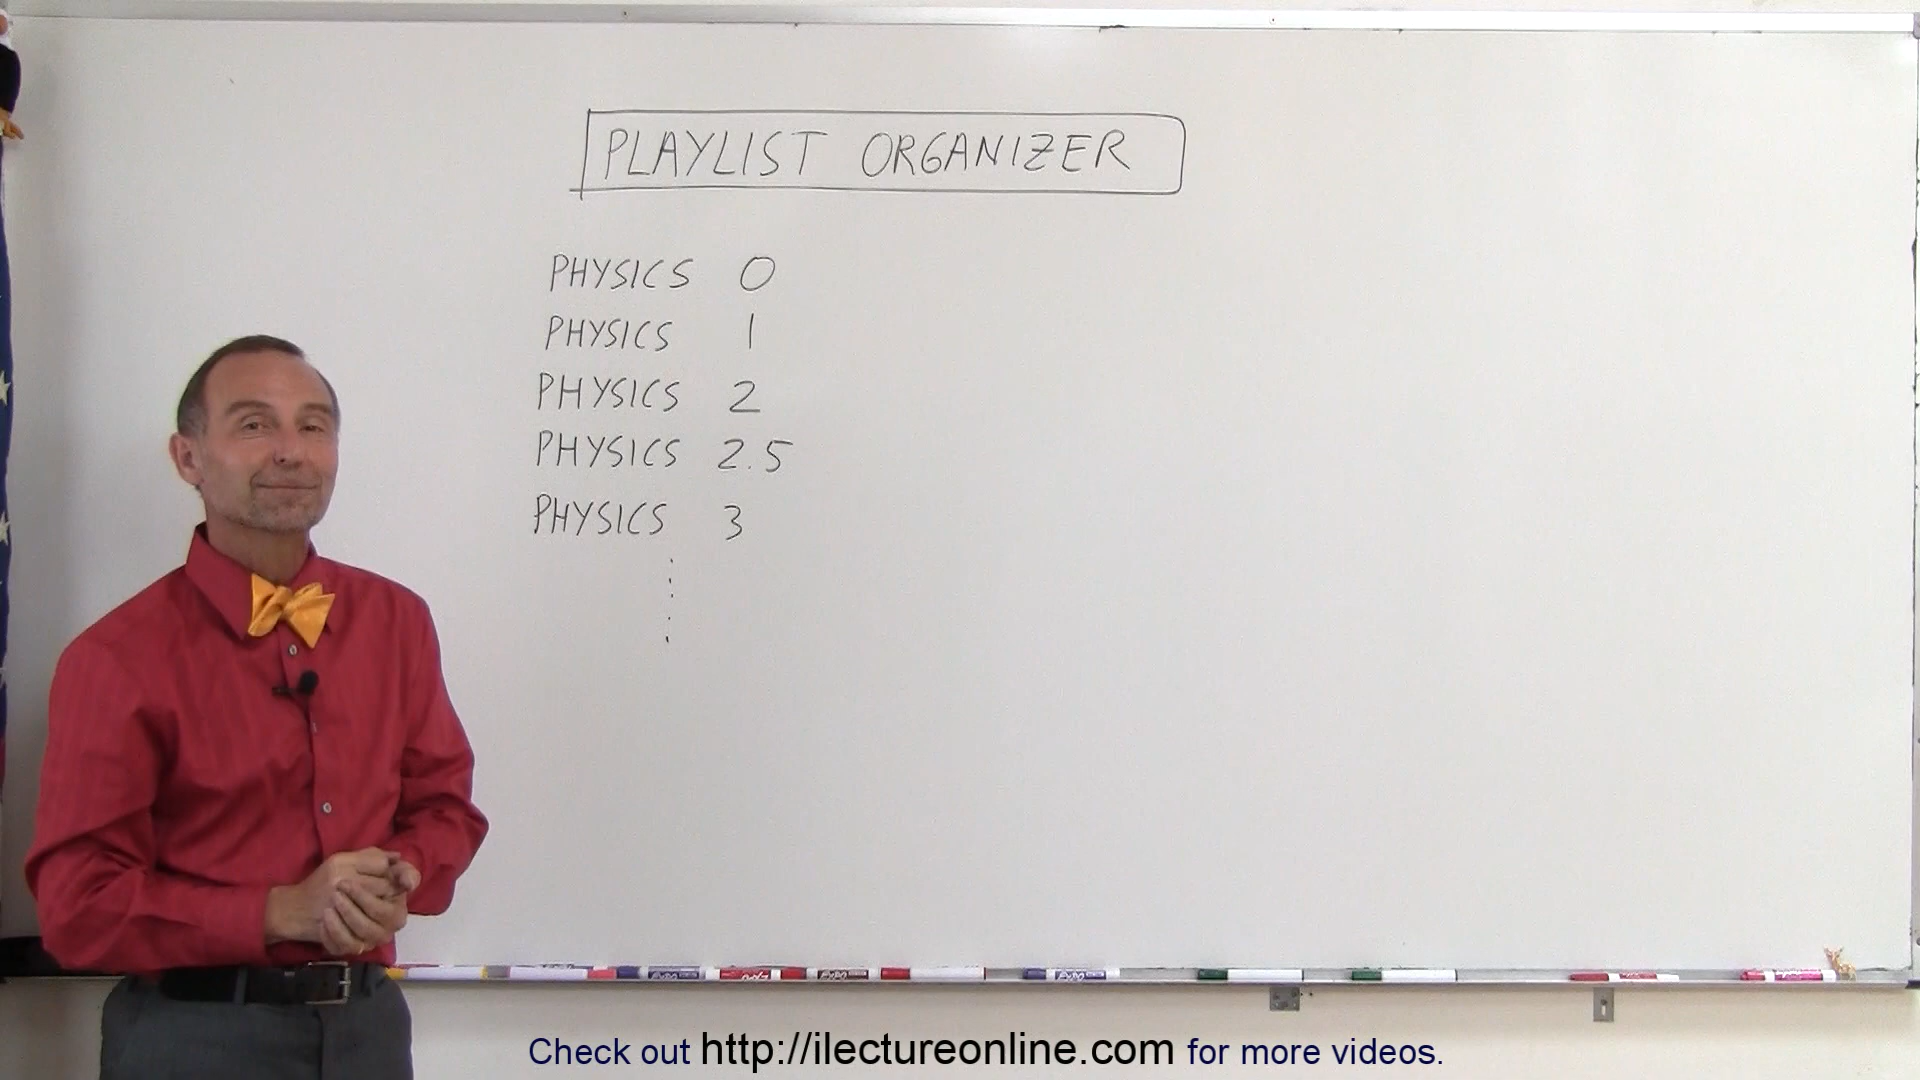 PLAYLIST ORGANIZER
PHYSICS 0
PHYSICS 1
PHYSICS 2
PHYSICS 2.5
PHYSICS 3
Check out http://ilectureonline.com for more videos.